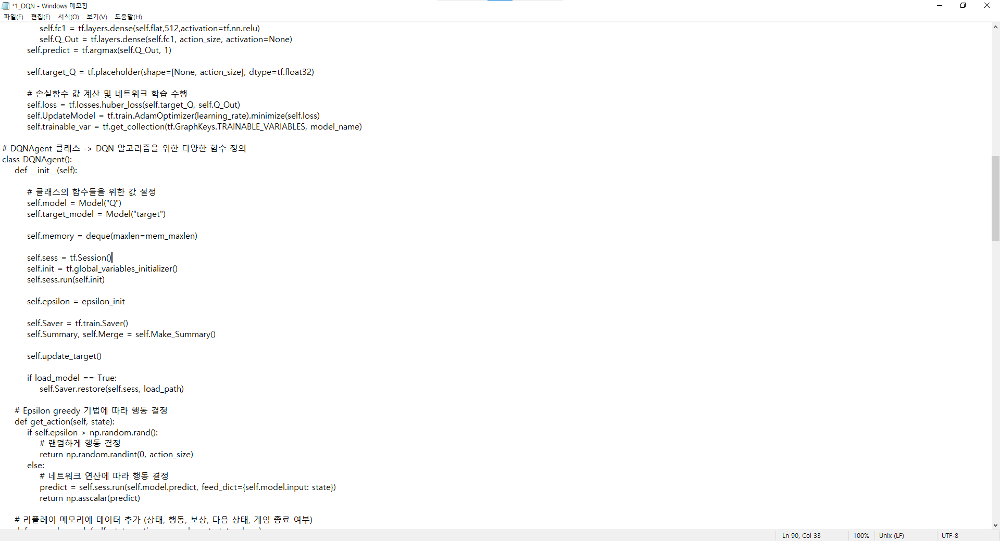 *1_DQN - Windows 메모장
파일(F) 편집(E) 서식(O) 보기(V) 도움말(H)
self.fc1 = tf.layers.dense(self.flat,512,activation=tf.nn.relu)
self.Q_Out = tf.layers.dense(self.fc1, action_size, activation=None)
self.predict = tf.argmax(self.Q_Out, 1)
self.target_Q = tf.placeholder(shape=[None, action_size], dtype=tf.float32)
# 손실함수 값 계산 및 네트워크 학습 수행
self.loss = tf.losses.huber_loss(self.target_Q, self.Q_Out)
self.UpdateModel = tf.train.AdamOptimizer(learning_rate).minimize(self.loss)
self.trainable_var = tf.get_collection(tf.GraphKeys.TRAINABLE_VARIABLES, model_name)
# DQNAgent 클래스 -> DQN 알고리즘을 위한 다양한 함수 정의
class DQNAgent():
def __init__(self):
# 클래스의 함수들을 위한 값 설정
self.model = Model("Q")
self.target_model = Model("target")
self.memory = deque(maxlen=mem_maxlen)
self.sess = tf.Session()
self.init = tf.global_variables_initializer()
self.sess.run(self.init)
self.epsilon = epsilon_init
self.Saver = tf.train.Saver()
self.Summary, self.Merge = self.Make_Summary()
self.update_target()
if load_model == True:
self.Saver.restore(self.sess, load_path)
# Epsilon greedy 기법에 따라 행동 결정
def get_action(self, state):
if self.epsilon > np.random.rand():
# 랜덤하게 행동 결정
return np.random.randint(0, action_size)
else:
# 네트워크 연산에 따라 행동 결정
predict = self.sess.run(self.model.predict, feed_dict={self.model.input: state})
return np.asscalar(predict)
# 리플레이 메모리에 데이터 추가 (상태, 행동, 보상, 다음 상태, 게임 종료 여부)
Ln 90, Col 33 100% Unix (LF) UTF-8